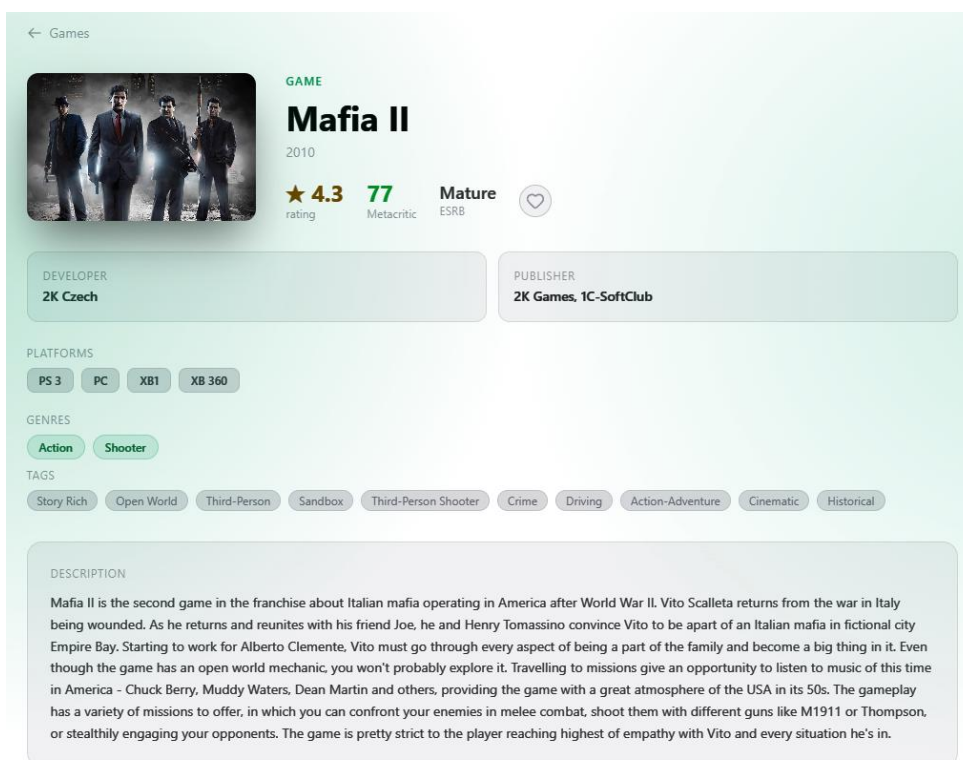 ← Games
GAME
Mafia II
2010
★ 4.3
rating
77
Metacritic
Mature
ESRB
DEVELOPER
2K Czech
PUBLISHER
2K Games, 1C-SoftClub
PLATFORMS
PS 3 PC XB1 XB 360
GENRES
Action Shooter
TAGS
Story Rich Open World Third-Person Sandbox Third-Person Shooter Crime Driving Action-Adventure Cinematic Historical
DESCRIPTION
Mafia II is the second game in the franchise about Italian mafia operating in America after World War II. Vito Scalleta returns from the war in Italy
being wounded. As he returns and reunites with his friend Joe, he and Henry Tomassino convince Vito to be apart of an Italian mafia in fictional city
Empire Bay. Starting to work for Alberto Clemente, Vito must go through every aspect of being a part of the family and become a big thing in it. Even
though the game has an open world mechanic, you won't probably explore it. Travelling to missions give an opportunity to listen to music of this time
in America - Chuck Berry, Muddy Waters, Dean Martin and others, providing the game with a great atmosphere of the USA in its 50s. The gameplay
has a variety of missions to offer, in which you can confront your enemies in melee combat, shoot them with different guns like M1911 or Thompson,
or stealthily engaging your opponents. The game is pretty strict to the player reaching highest of empathy with Vito and every situation he's in.